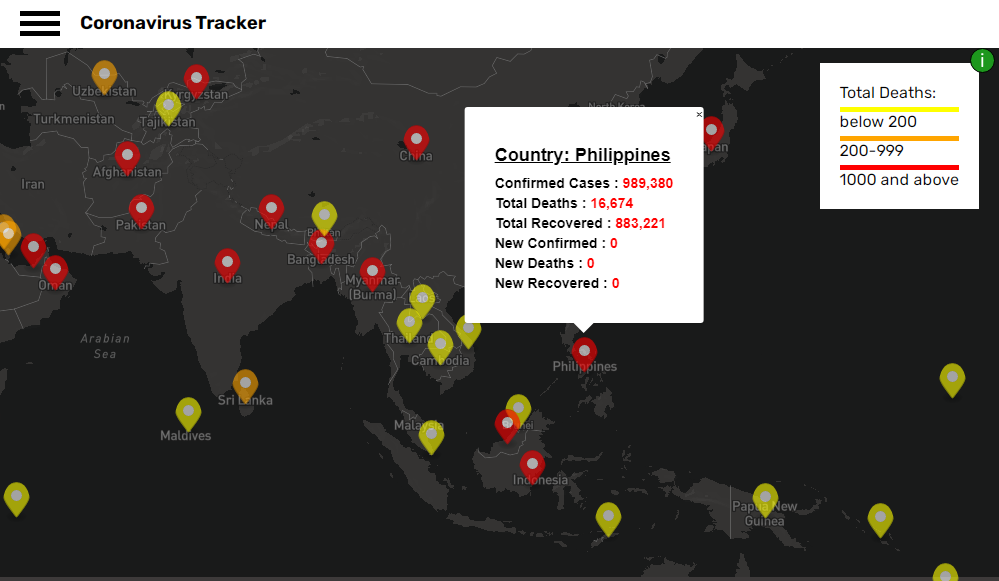 Coronavirus Tracker
i
Total Deaths:
below 200
200-999
1000 and above
×
Country: Philippines
Confirmed Cases : 989,380
Total Deaths : 16,674
Total Recovered : 883,221
New Confirmed : 0
New Deaths : 0
New Recovered : 0
Uzbekistan
Kyrgyzstan
Turkmenistan
Tajikistan
North Korea
China
Japan
Afghanistan
Iran
Pakistan
Nepal
Bhutan
Bangladesh
Oman
India
Myanmar
(Burma)
Laos
Arabian
Sea
Thailand
Cambodia
Philippines
Sri Lanka
Maldives
Malaysia
Brunei
Indonesia
Papua New
Guinea